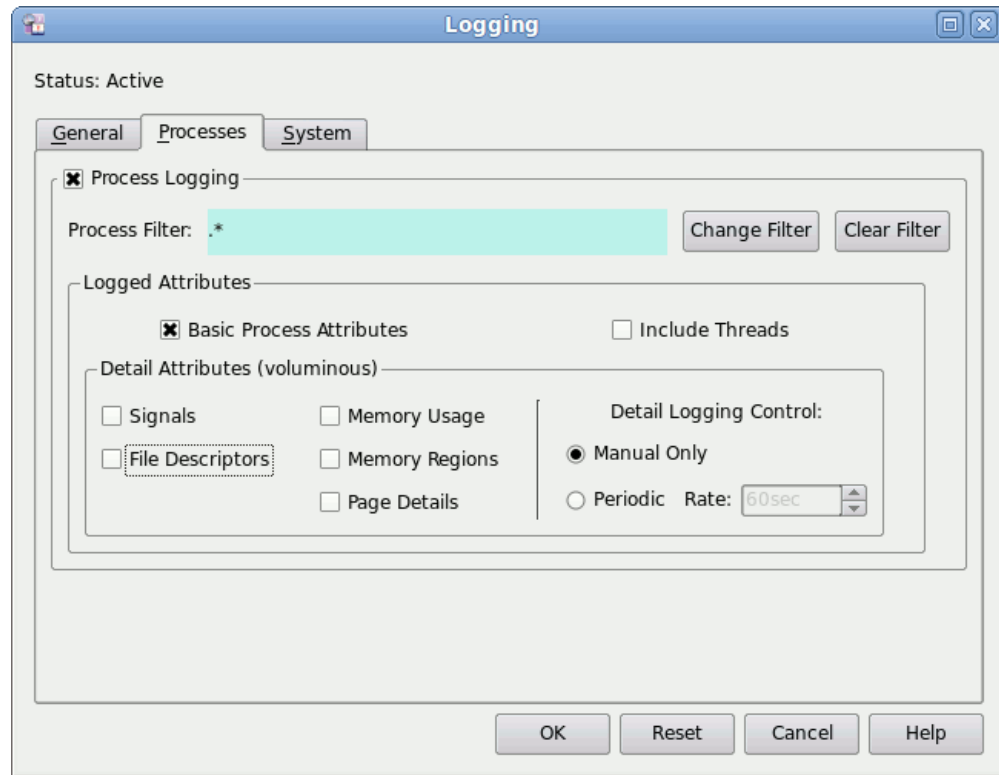 Logging
Status: Active
General Processes System
Process Logging
Process Filter: .* Change Filter Clear Filter
Logged Attributes
Basic Process Attributes Include Threads
Detail Attributes (voluminous)
Signals Memory Usage Detail Logging Control:
File Descriptors Memory Regions Manual Only
Page Details Periodic Rate: 60sec
OK Reset Cancel Help